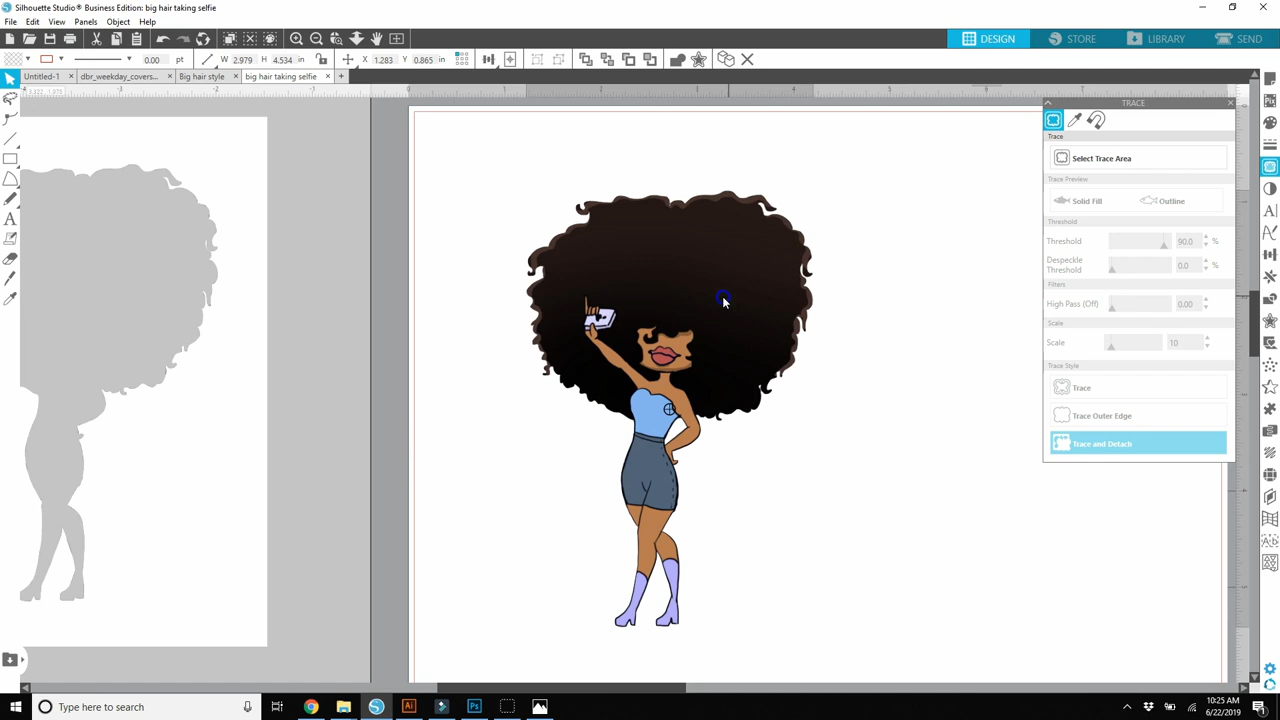 Silhouette Studio® Business Edition: big hair taking selfie
File Edit View Panels Object Help
DESIGN STORE LIBRARY SEND
0.00 pt W 2.979 H 4.534 in X 1.283 Y 0.865 in
Untitled-1 dbr_weekday_covers... Big hair style big hair taking selfie
TRACE
Trace
Select Trace Area
Trace Preview
Solid Fill Outline
Threshold
Threshold 90.0 %
Despeckle Threshold 0.0 %
Filters
High Pass (Off) 0.00
Scale
Scale 10
Trace Style
Trace
Trace Outer Edge
Trace and Detach
Type here to search
10:25 AM
6/22/2019